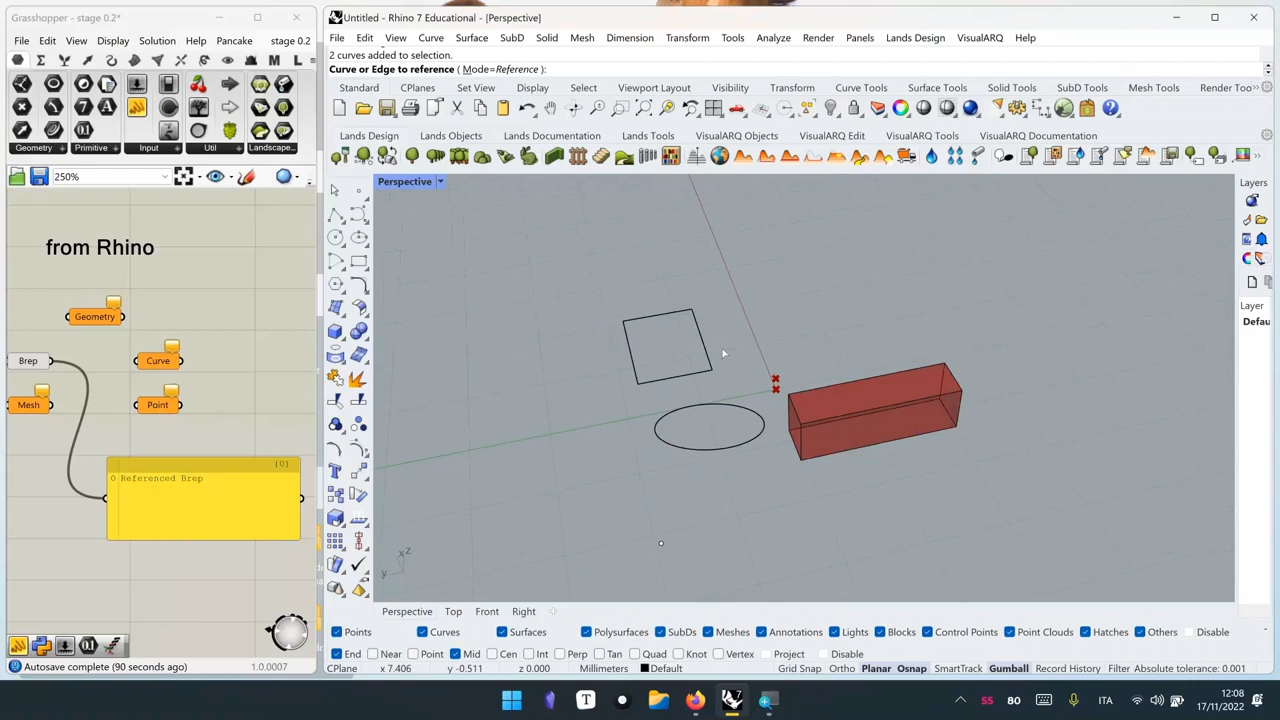 Grasshopper - stage 0.2*
File Edit View Display Solution Help Pancake stage 0.2
Geometry Primitive Input Util Landscape...
250%
from Rhino
Geometry
Brep
Curve
Mesh
Point
{0}
0 Referenced Brep
Autosave complete (90 seconds ago)
1.0.0007
Untitled - Rhino 7 Educational - [Perspective]
File Edit View Curve Surface SubD Solid Mesh Dimension Transform Tools Analyze Render Panels Lands Design VisualARQ Help
2 curves added to selection.
Curve or Edge to reference ( Mode=Reference ):
Standard CPlanes Set View Display Select Viewport Layout Visibility Transform Curve Tools Surface Tools Solid Tools SubD Tools Mesh Tools Render Too
Lands Design Lands Objects Lands Documentation Lands Tools VisualARQ Objects VisualARQ Edit VisualARQ Tools VisualARQ Documentation
Perspective
Layers
Layer
Defau
z
x
y
Perspective Top Front Right
Points Curves Surfaces Polysurfaces SubDs Meshes Annotations Lights Blocks Control Points Point Clouds Hatches Others Disable
End Near Point Mid Cen Int Perp Tan Quad Knot Vertex Project Disable
CPlane x 7.406 y -0.511 z 0.000 Millimeters Default Grid Snap Ortho Planar Osnap SmartTrack Gumball Record History Filter Absolute tolerance: 0.001
55 80 ITA
12:08
17/11/2022